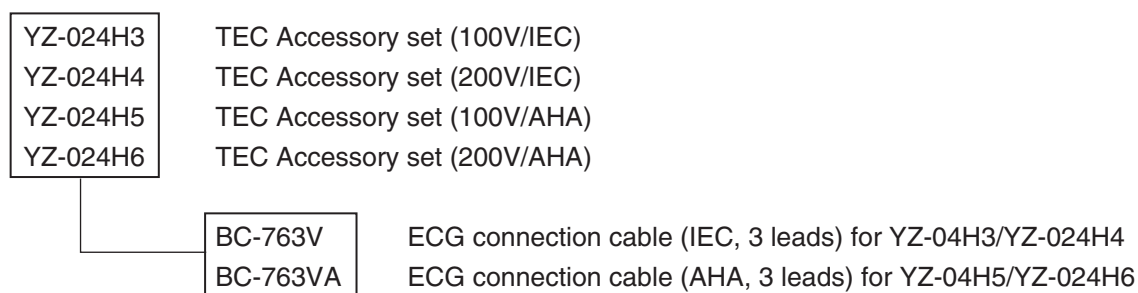 YZ-024H3 TEC Accessory set (100V/IEC)
YZ-024H4 TEC Accessory set (200V/IEC)
YZ-024H5 TEC Accessory set (100V/AHA)
YZ-024H6 TEC Accessory set (200V/AHA)
BC-763V ECG connection cable (IEC, 3 leads) for YZ-04H3/YZ-024H4
BC-763VA ECG connection cable (AHA, 3 leads) for YZ-04H5/YZ-024H6